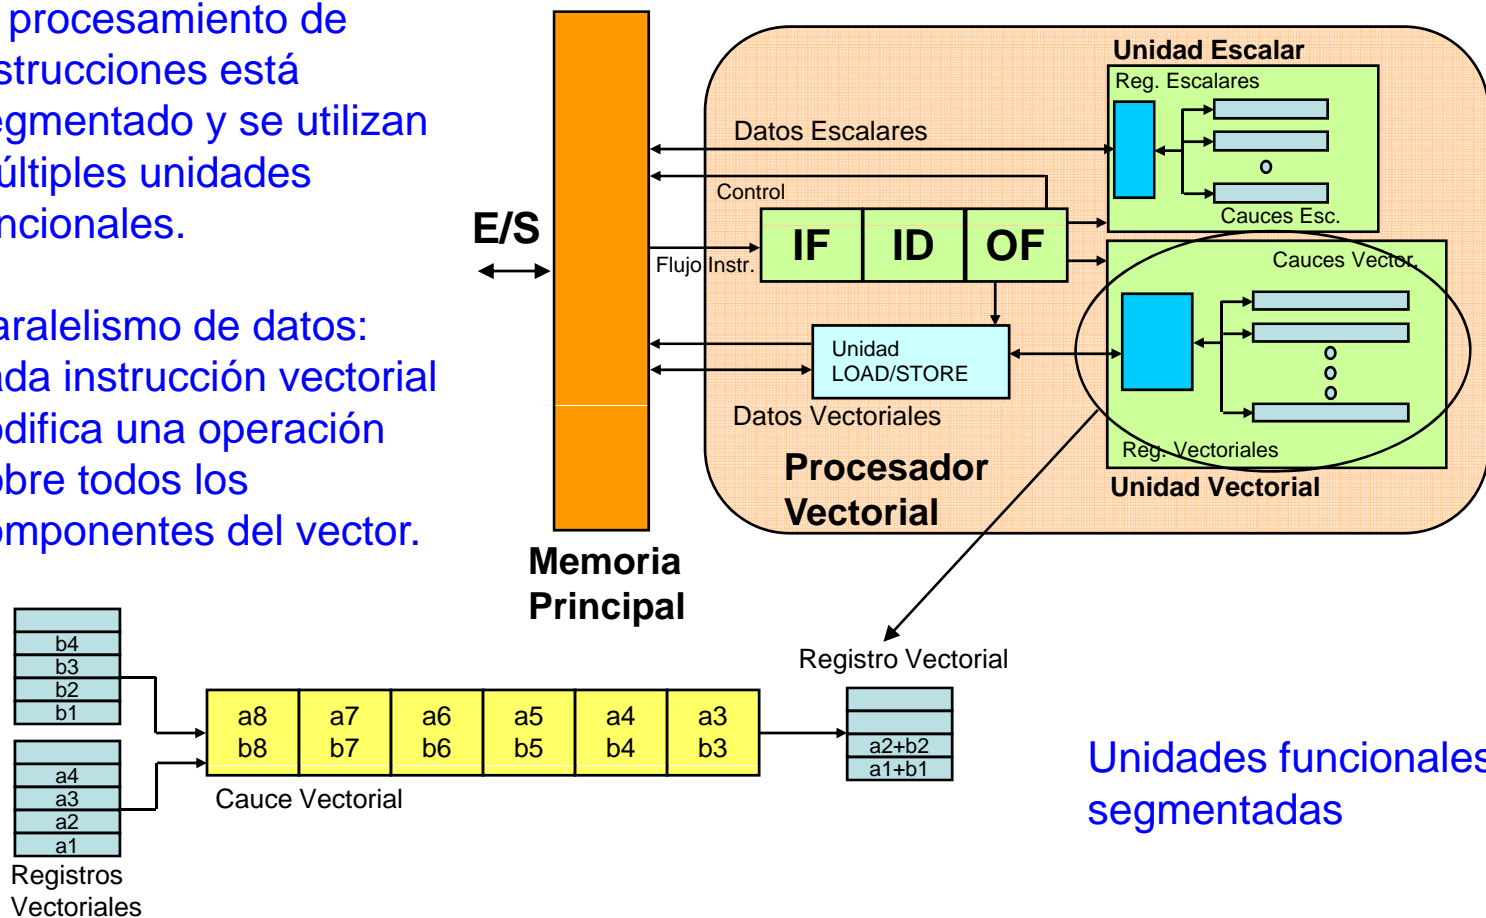 procesamiento de
strucciones está
egmentado y se utilizan
últiples unidades
ncionales.
aralelismo de datos:
ada instrucción vectorial
odifica una operación
obre todos los
omponentes del vector.
E/S
Memoria
Principal
Datos Escalares
Control
Flujo Instr.
IF
ID
OF
Unidad
LOAD/STORE
Datos Vectoriales
Procesador
Vectorial
Unidad Escalar
Reg. Escalares
Cauces Esc.
Cauces Vector.
Reg. Vectoriales
Unidad Vectorial
b4
b3
b2
b1
a4
a3
a2
a1
Registros
Vectoriales
a8 a7 a6 a5 a4 a3
b8 b7 b6 b5 b4 b3
Cauce Vectorial
Registro Vectorial
a2+b2
a1+b1
Unidades funcionales
segmentadas